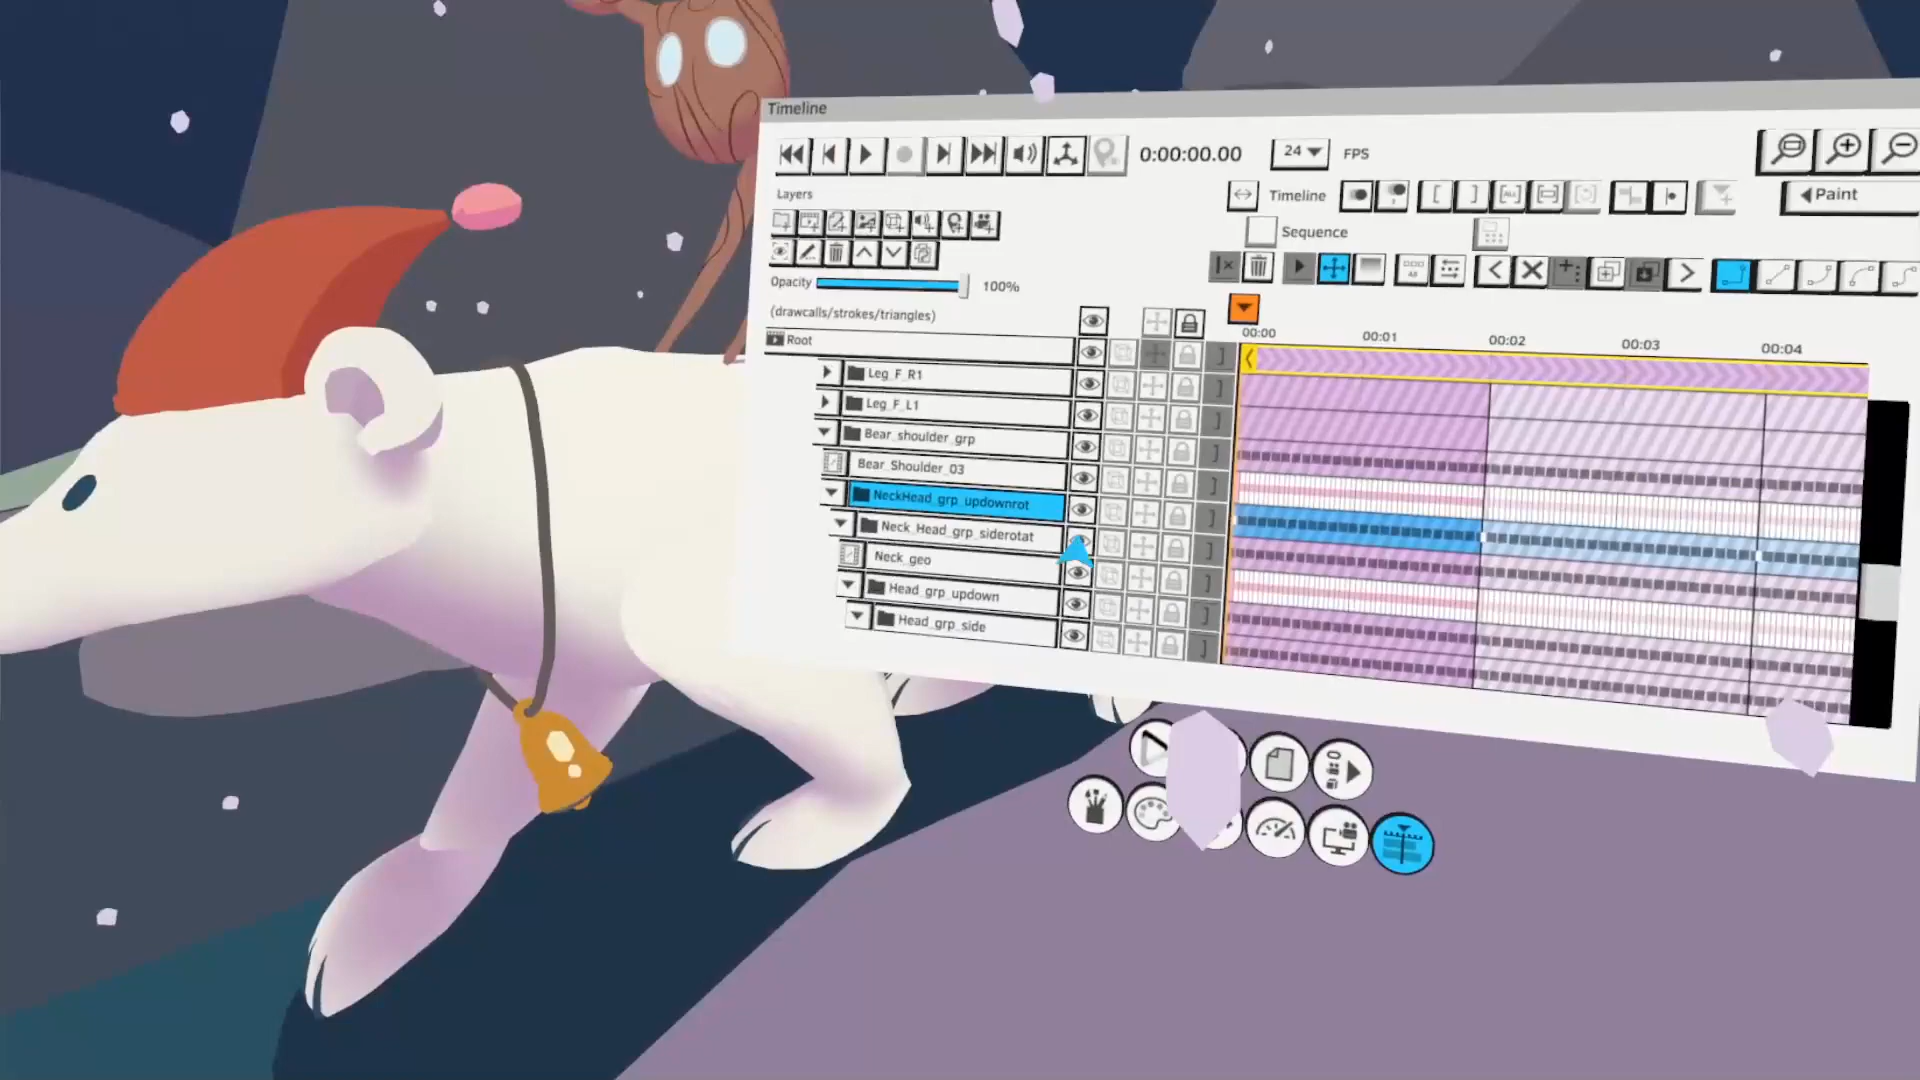 Timeline
0:00:00.00
24
FPS
Layers
Timeline
Paint
Sequence
Opacity
100%
(drawcalls/strokes/triangles)
00:00
00:01
00:02
00:03
00:04
Root
Leg_F_R1
Leg_F_L1
Bear_shoulder_grp
Bear_Shoulder_03
NeckHead_grp_updownrot
Neck_Head_grp_siderotat
Neck_geo
Head_grp_updown
Head_grp_side